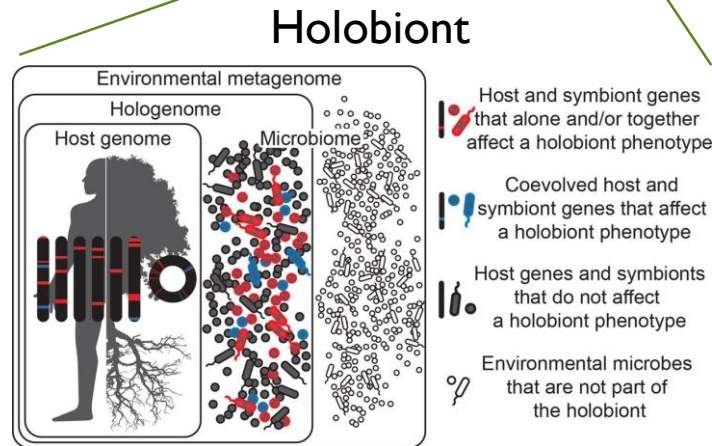 Holobiont
Environmental metagenome
Hologenome
Host genome
Microbiome
Host and symbiont genes
that alone and/or together
affect a holobiont phenotype
Coevolved host and
symbiont genes that affect
a holobiont phenotype
Host genes and symbionts
that do not affect
a holobiont phenotype
Environmental microbes
that are not part of
the holobiont